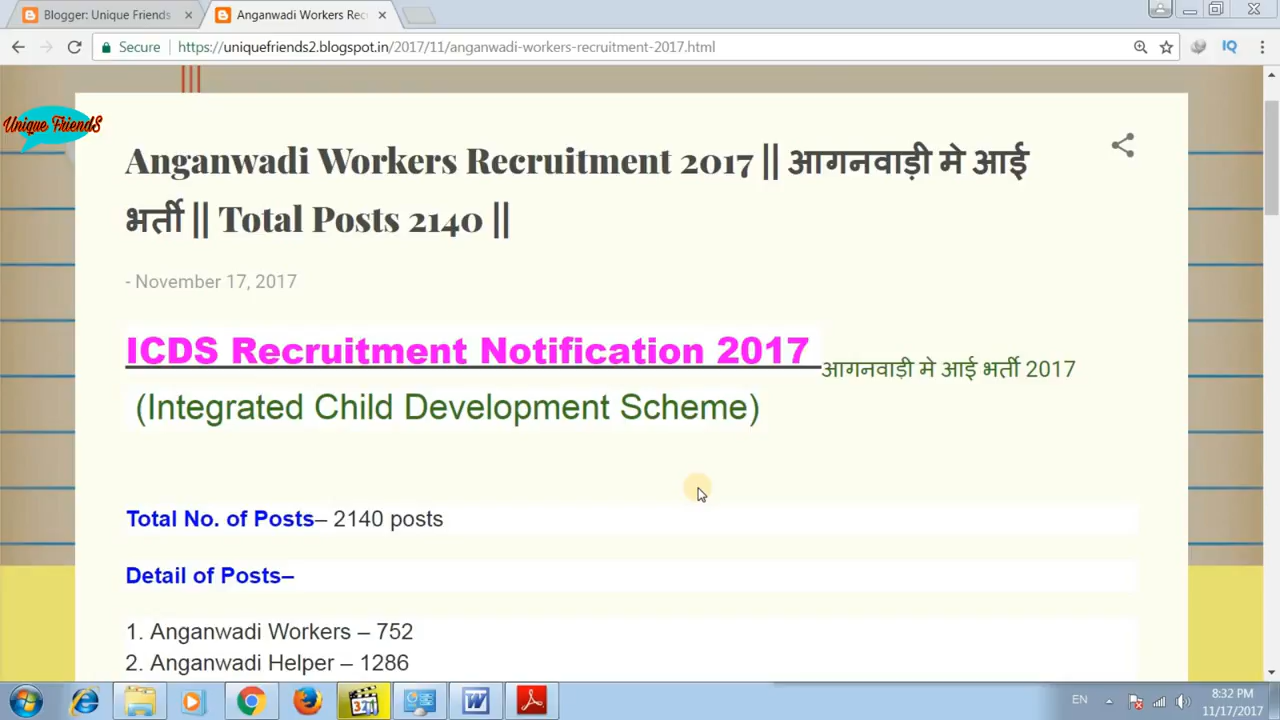 Blogger: Unique Friends
Anganwadi Workers Rec
Secure
https://uniquefriends2.blogspot.in/2017/11/anganwadi-workers-recruitment-2017.html
IQ
Unique FriendS
Anganwadi Workers Recruitment 2017 || आगनवाड़ी मे आई
भर्ती || Total Posts 2140 ||
- November 17, 2017
ICDS Recruitment Notification 2017
आगनवाड़ी मे आई भर्ती 2017
(Integrated Child Development Scheme)
Total No. of Posts– 2140 posts
Detail of Posts–
1. Anganwadi Workers – 752
2. Anganwadi Helper – 1286
321
EN
8:32 PM
11/17/2017